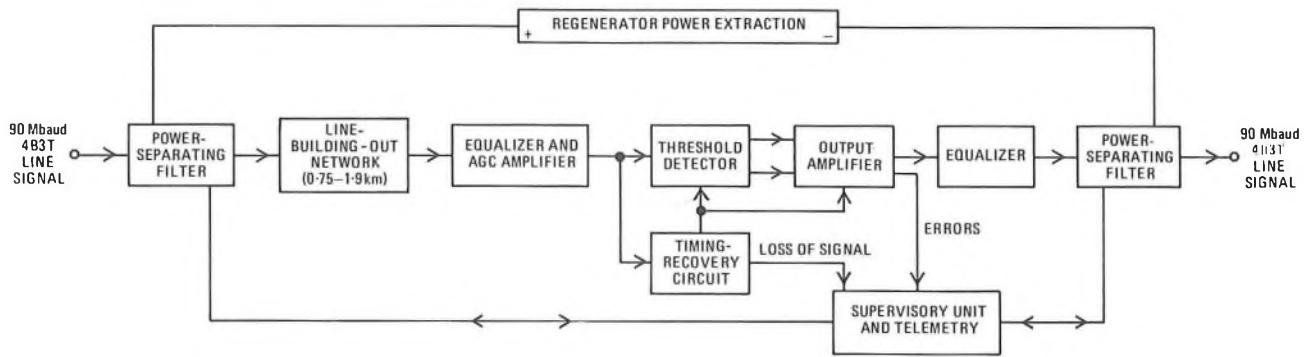 REGENERATOR POWER EXTRACTION
+ −
90 Mbaud
4B3T
LINE
SIGNAL
POWER-
SEPARATING
FILTER
LINE-
BUILDING-OUT
NETWORK
(0·75–1·9km)
EQUALIZER AND
AGC AMPLIFIER
THRESHOLD
DETECTOR
OUTPUT
AMPLIFIER
EQUALIZER
POWER-
SEPARATING
FILTER
90 Mbaud
LINE
SIGNAL
ERRORS
TIMING-
RECOVERY
CIRCUIT
LOSS OF SIGNAL
SUPERVISORY UNIT
AND TELEMETRY